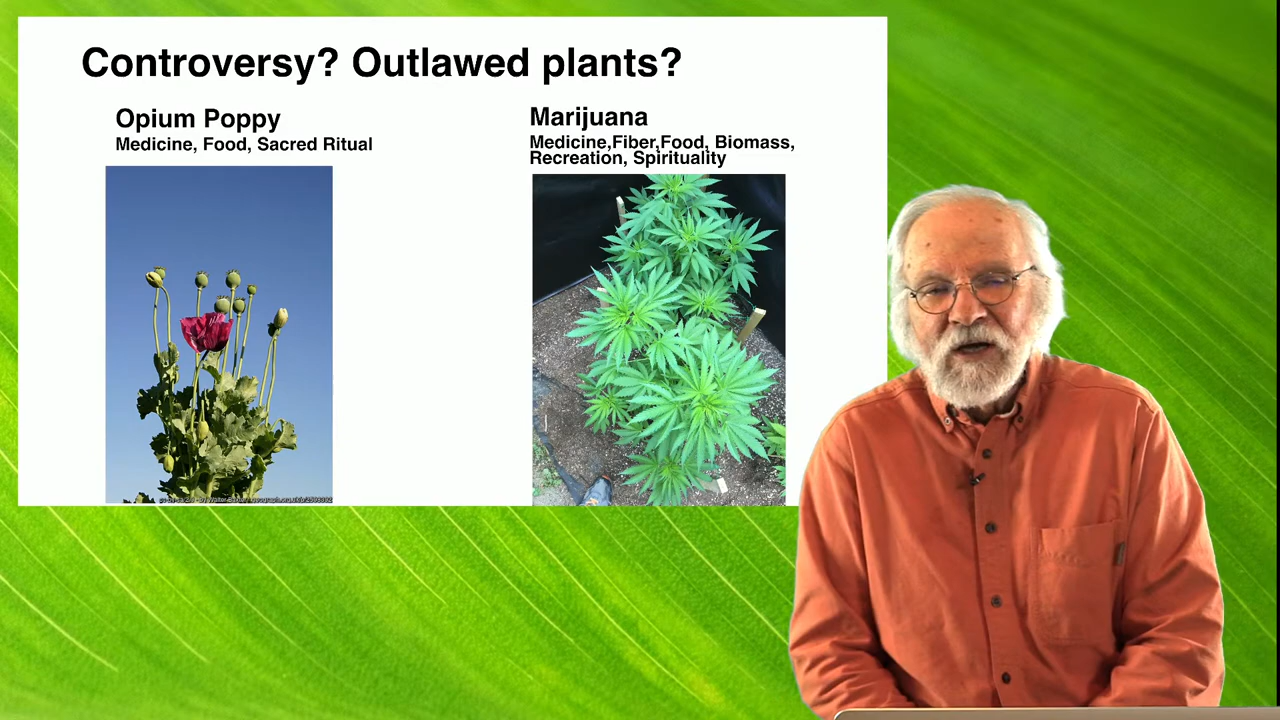 Controversy? Outlawed plants?
Opium Poppy
Medicine, Food, Sacred Ritual
Marijuana
Medicine,Fiber,Food, Biomass,
Recreation, Spirituality